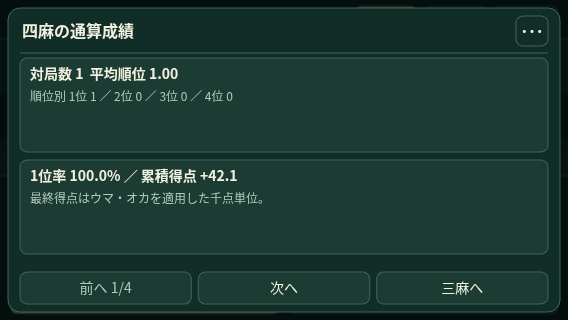 四麻の通算成績
…
対局数 1 平均順位 1.00
順位別 1位 1 ／ 2位 0 ／ 3位 0 ／ 4位 0
1位率 100.0% ／ 累積得点 +42.1
最終得点はウマ・オカを適用した千点単位。
前へ 1/4
次へ
三麻へ